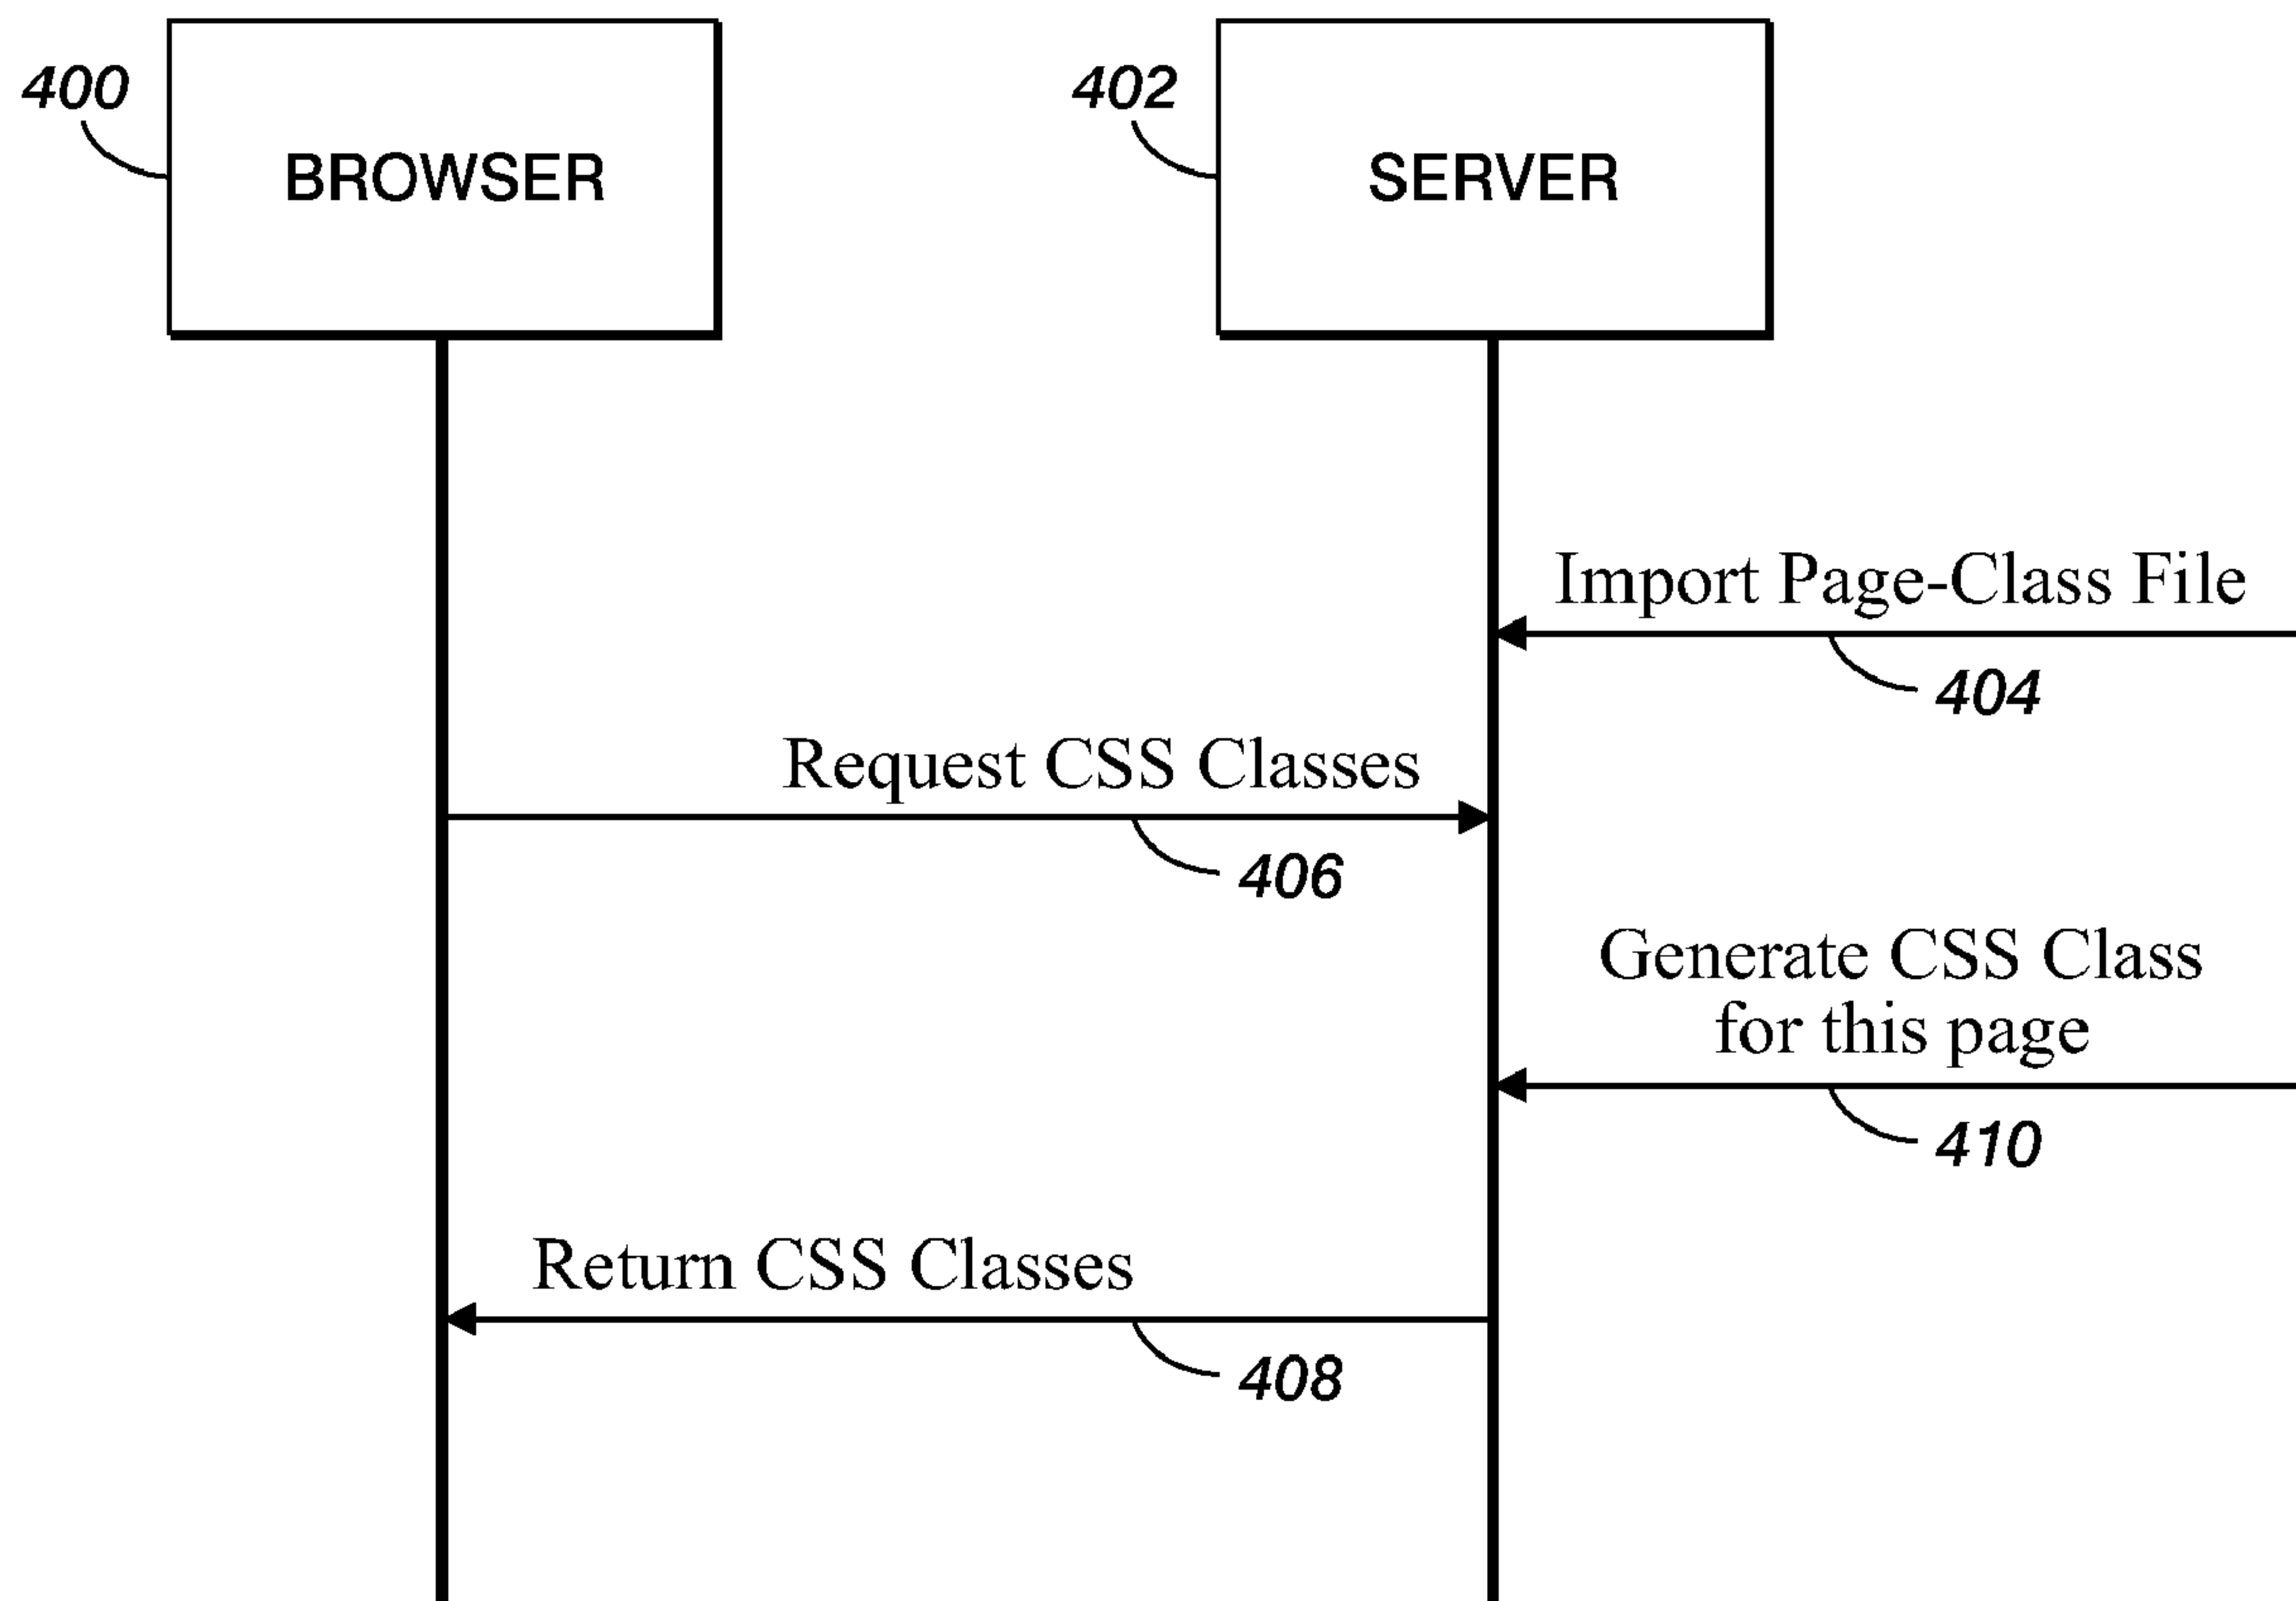 400
BROWSER
402
SERVER
Import Page-Class File
404
Request CSS Classes
406
Generate CSS Class
for this page
410
Return CSS Classes
408